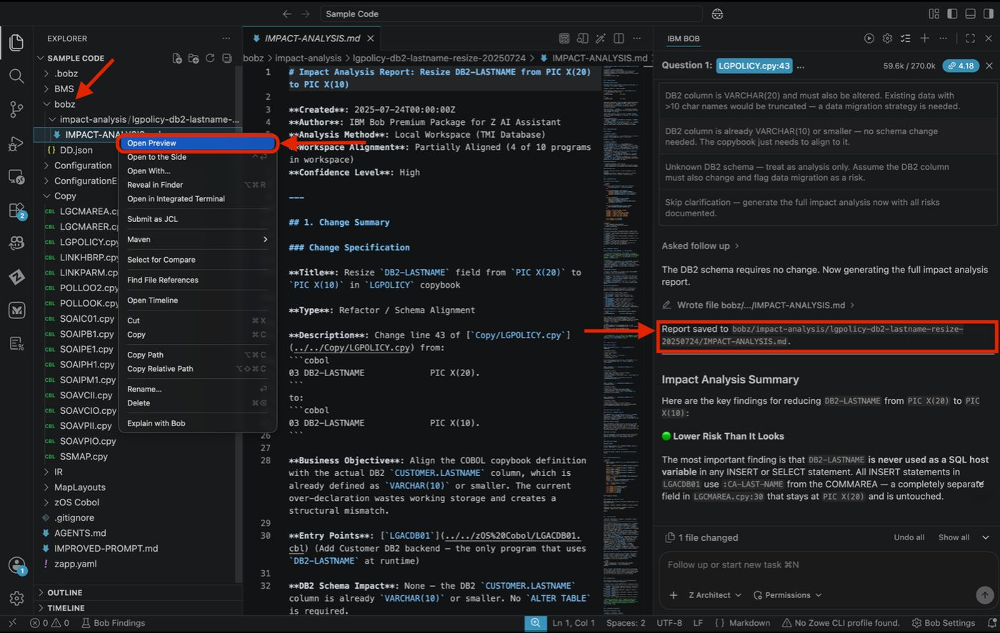 Sample Code
EXPLORER
SAMPLE CODE
.bobz
BMS
bobz
impact-analysis / lgpolicy-db2-lastname-...
IMPACT-ANALYSIS.md
DD.json
Configuration
ConfigurationE
Copy
CBL LGCMAREA.c
CBL LGCMARER.c
CBL LGPOLICY.cpy
CBL LINKHBRP.cpy
CBL LINKPARM.cp
CBL POLLOO2.cpy
CBL POLLOOK.cpy
CBL SOAIC01.cpy
CBL SOAIPB1.cpy
CBL SOAIPE1.cpy
CBL SOAIPH1.cpy
CBL SOAIPM1.cpy
CBL SOAVCII.cpy
CBL SOAVCIO.cpy
CBL SOAVPII.cpy
CBL SOAVPIO.cpy
CBL SSMAP.cpy
IR
MapLayouts
zOS Cobol
.gitignore
AGENTS.md
IMPROVED-PROMPT.md
zapp.yaml
OUTLINE
TIMELINE
2
1
Open Preview
Open to the Side ^⏎
Open With...
Reveal in Finder ⌥⌘R
Open in Integrated Terminal
Submit as JCL
Maven
Select for Compare
Find File References
Open Timeline
Cut ⌘X
Copy ⌘C
Copy Path ⌥⌘C
Copy Relative Path ⌥⇧⌘C
Rename... ⏎
Delete ⌘⌫
Explain with Bob
IMPACT-ANALYSIS.md
bobz > impact-analysis > lgpolicy-db2-lastname-resize-20250724 > IMPACT-ANALYSIS.md
1 # Impact Analysis Report: Resize DB2-LASTNAME from PIC X(20)
to PIC X(10)
2
3 **Created**: 2025-07-24T00:00:00Z
4 **Author**: IBM Bob Premium Package for Z AI Assistant
5 **Analysis Method**: Local Workspace (TMI Database)
**Workspace Alignment**: Partially Aligned (4 of 10 programs
in workspace)
**Confidence Level**: High
---
## 1. Change Summary
### Change Specification
**Title**: Resize `DB2-LASTNAME` field from `PIC X(20)` to
`PIC X(10)` in `LGPOLICY` copybook
**Type**: Refactor / Schema Alignment
**Description**: Change line 43 of [`Copy/LGPOLICY.cpy`]
(../../Copy/LGPOLICY.cpy) from:
```cobol
03 DB2-LASTNAME PIC X(20).
```
to:
```cobol
03 DB2-LASTNAME PIC X(10).
26 ```
27
28 **Business Objective**: Align the COBOL copybook definition
with the actual DB2 `CUSTOMER.LASTNAME` column, which is
already defined as `VARCHAR(10)` or smaller. The current
over-declaration wastes working storage and creates a
structural mismatch.
29
30 **Entry Points**: [`LGACDB01`](../../zOS%20Cobol/LGACDB01.
cbl) (Add Customer DB2 backend — the only program that uses
`DB2-LASTNAME` at runtime)
31
32 **DB2 Schema Impact**: None — the DB2 `CUSTOMER.LASTNAME`
column is already `VARCHAR(10)` or smaller. No `ALTER TABLE`
is required.
IBM BOB
Question 1: LGPOLICY.cpy:43 ... 59.6k / 270.0k 4.18
DB2 column is VARCHAR(20) and must also be altered. Existing data with
>10 char names would be truncated — a data migration strategy is needed.
DB2 column is already VARCHAR(10) or smaller — no schema change
needed. The copybook just needs to align to it.
Unknown DB2 schema — treat as analysis only. Assume the DB2 column
must also change and flag data migration as a risk.
Skip clarification — generate the full impact analysis now with all risks
documented.
Asked follow up
The DB2 schema requires no change. Now generating the full impact analysis
report.
Wrote file bobz/.../IMPACT-ANALYSIS.md
Report saved to bobz/impact-analysis/lgpolicy-db2-lastname-resize-
20250724/IMPACT-ANALYSIS.md.
Impact Analysis Summary
Here are the key findings for reducing DB2-LASTNAME from PIC X(20) to PIC
X(10):
Lower Risk Than It Looks
The most important finding is that DB2-LASTNAME is never used as a SQL host
variable in any INSERT or SELECT statement. All INSERT statements in
LGACDB01 use :CA-LAST-NAME from the COMMAREA — a completely separate
field in LGCMAREA.cpy:30 that stays at PIC X(20) and is untouched.
1 file changed Undo all Show all
Follow up or start new task ⌘N
Z Architect Permissions
0 0 Bob Findings
Ln 1, Col 1 Spaces: 2 UTF-8 LF {} Markdown No Zowe CLI profile found. Bob Settings